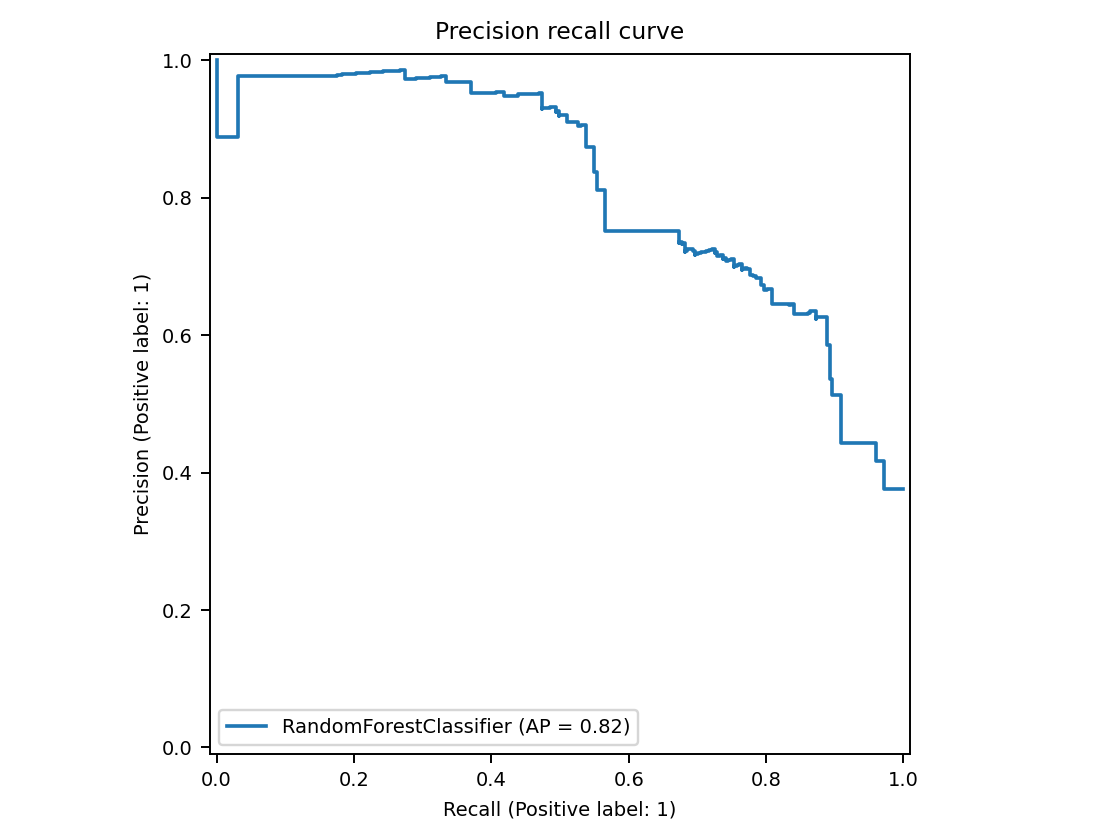 Precision recall curve
1.0
0.8
0.6
0.4
0.2
0.0
Precision (Positive label: 1)
RandomForestClassifier (AP = 0.82)
0.0 0.2 0.4 0.6 0.8 1.0
Recall (Positive label: 1)